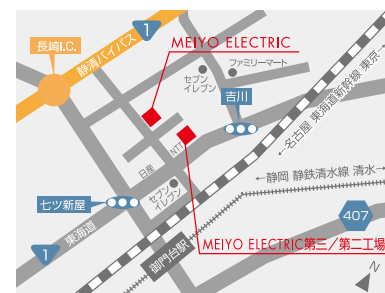 長崎I.C.
静清バイパス
1
MEIYO ELECTRIC
セブン
イレブン
ファミリーマート
吉川
←名古屋 東海道新幹線 東京→
NTT
日産
セブン
イレブン
←静岡 静鉄清水線 清水→
七ツ新屋
東海道
1
御門台駅
407
MEIYO ELECTRIC第三/第二工場
N